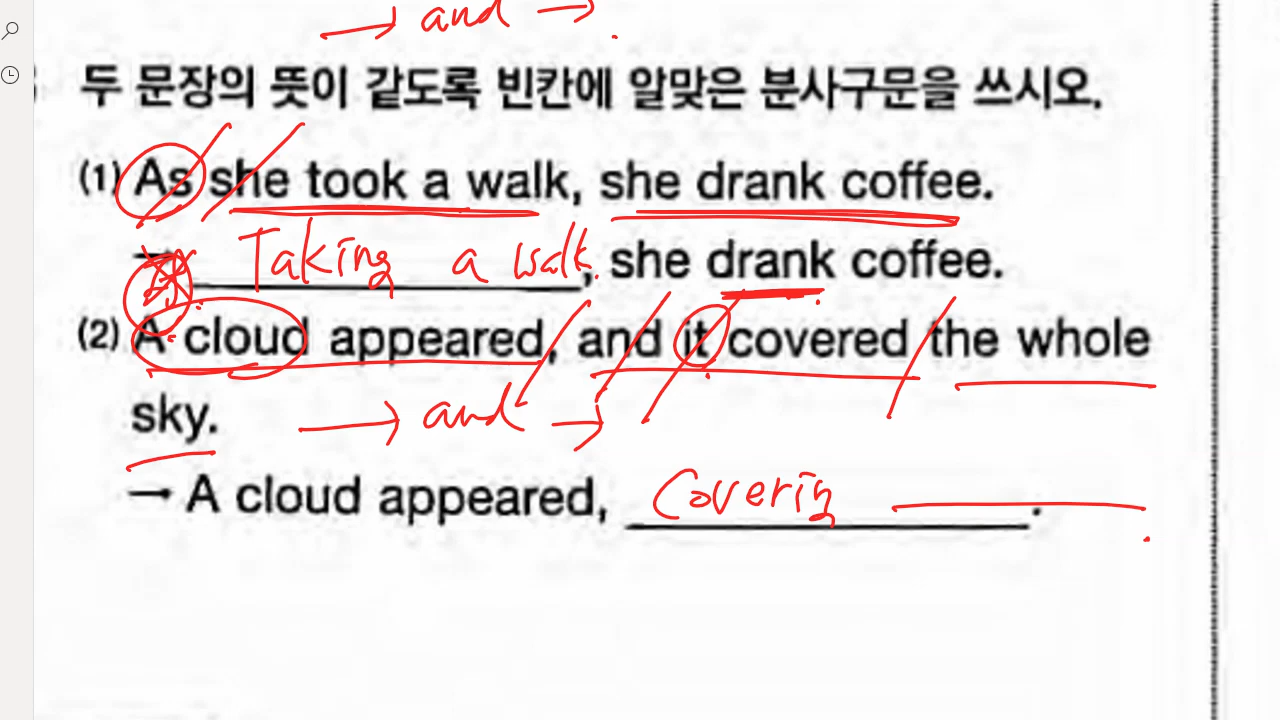 → and →
두 문장의 뜻이 같도록 빈칸에 알맞은 분사구문을 쓰시오.
(1) As she took a walk, she drank coffee.
→ Taking a walk, she drank coffee.
(2) A cloud appeared, and it covered the whole
sky.
→ and →
→ A cloud appeared, Coverig .